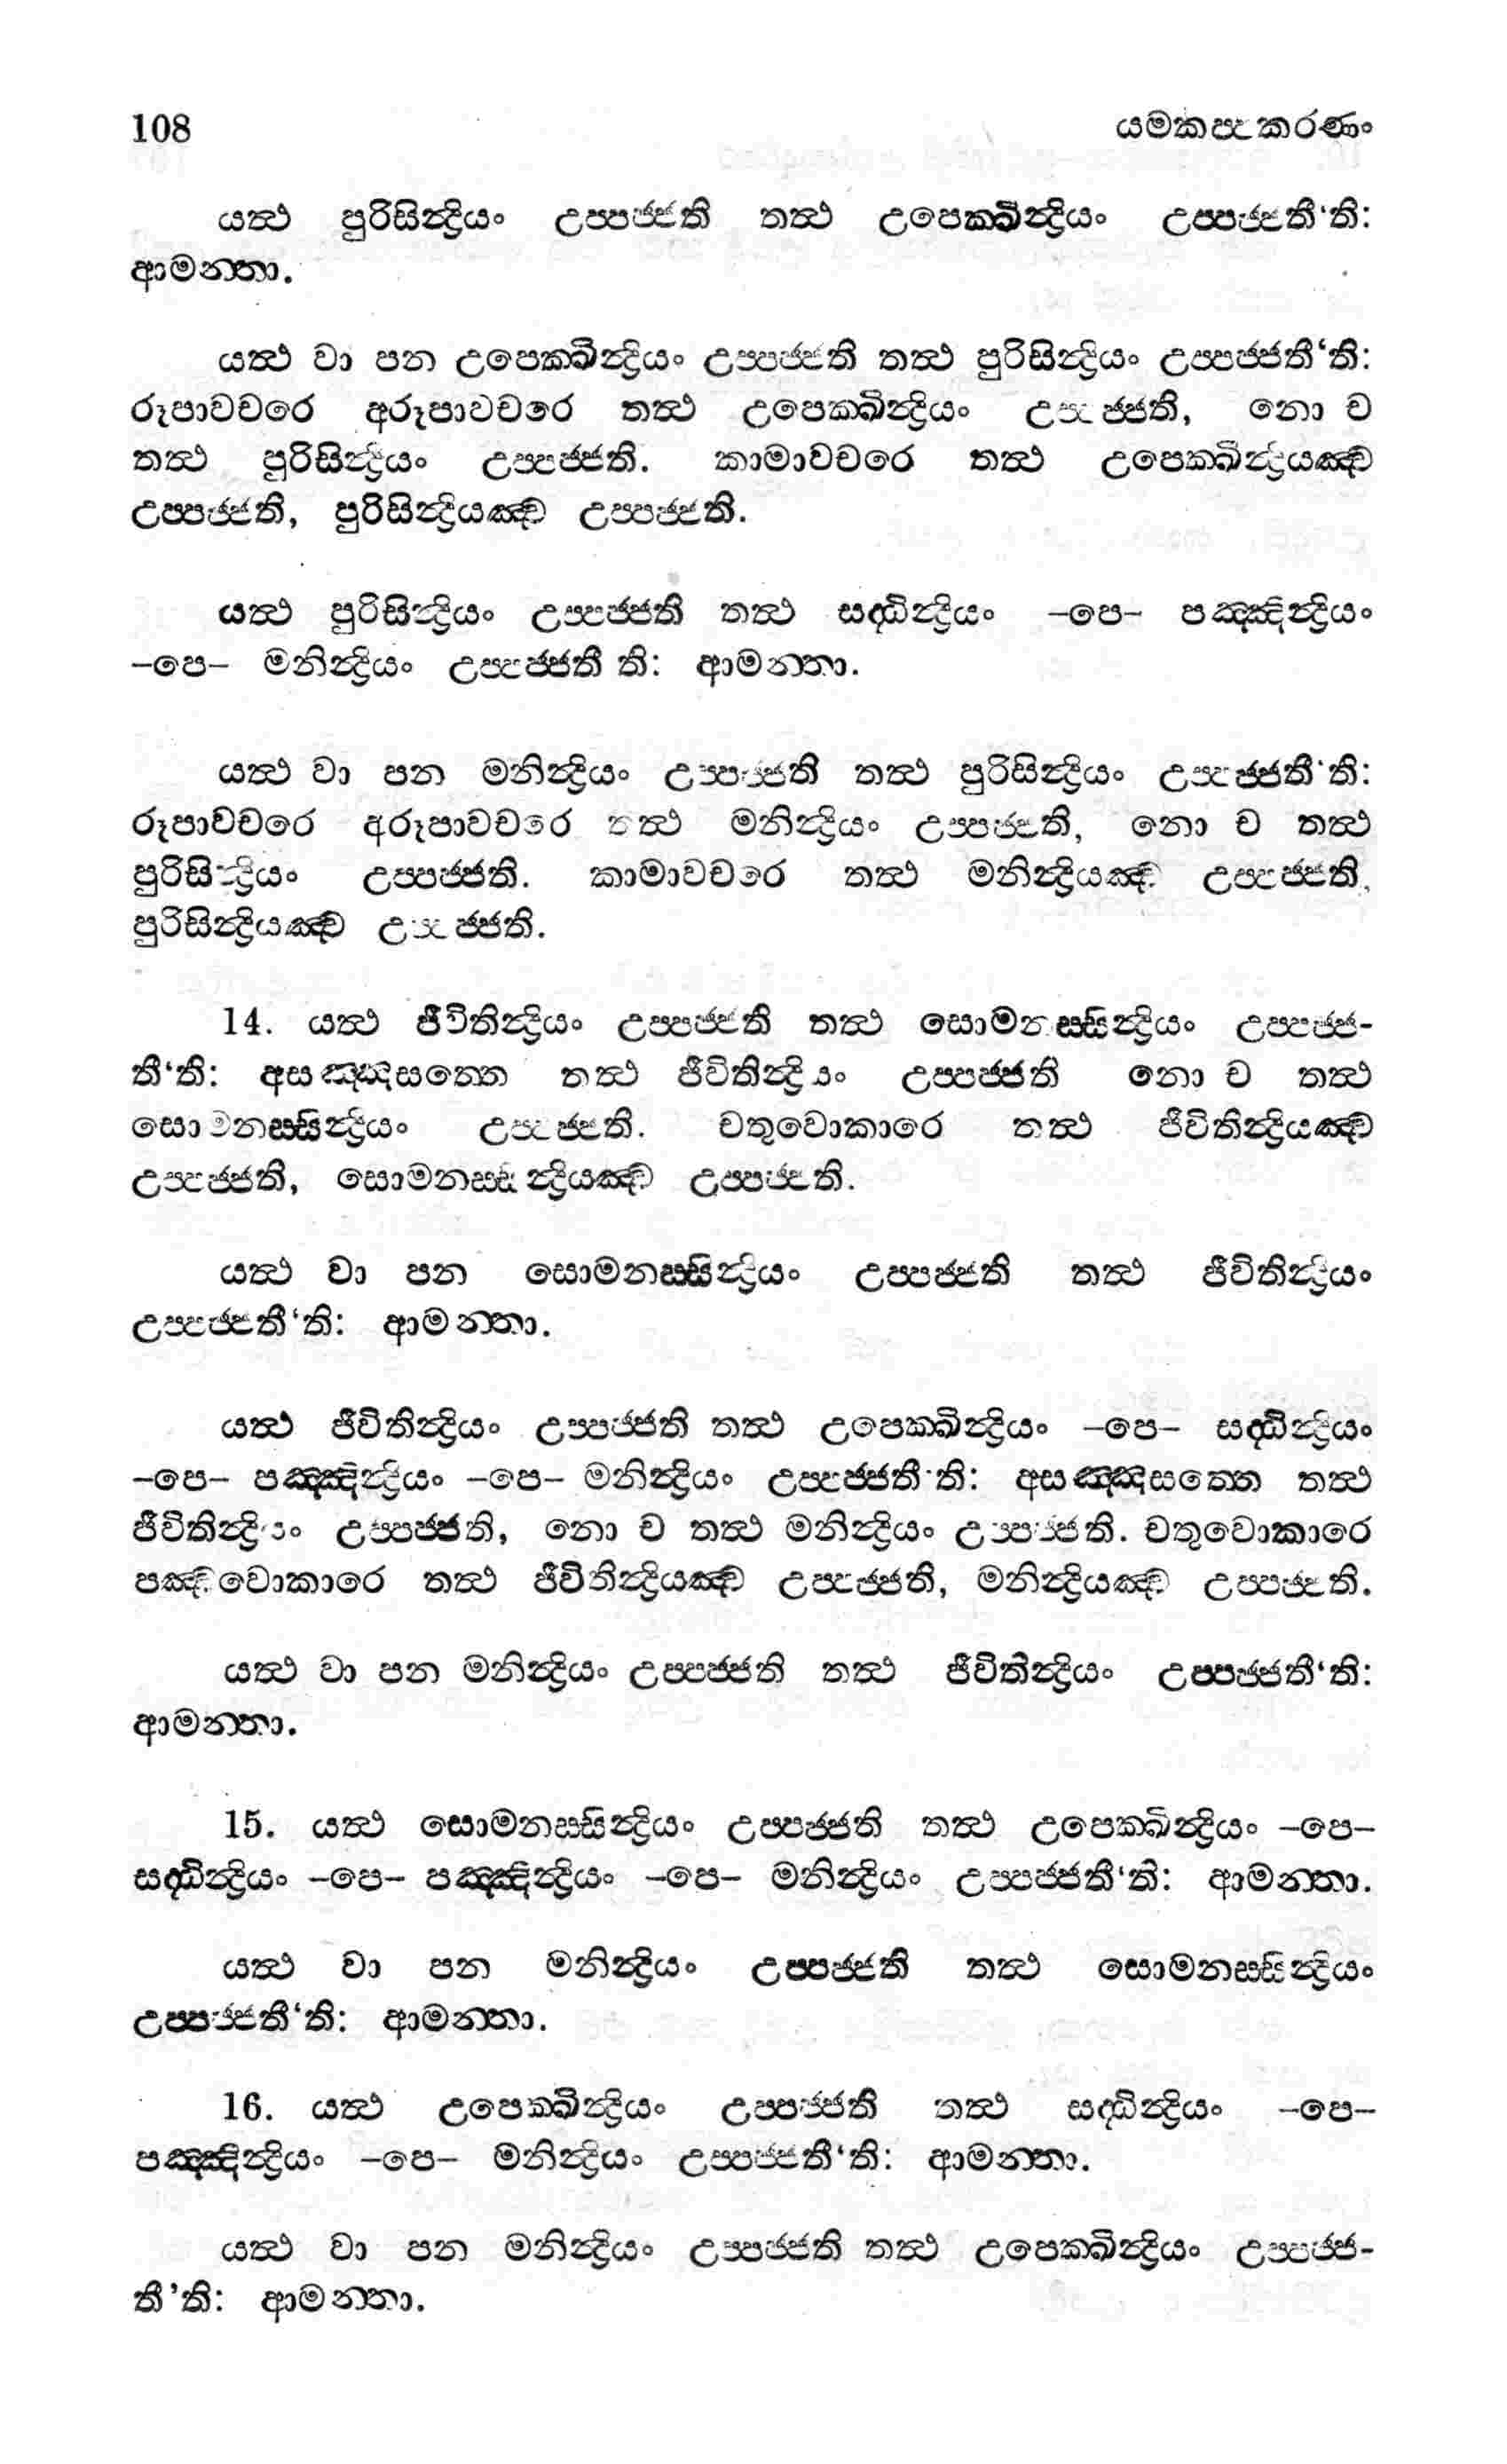 108 යමකප්පකරණං
යත්ථ පුරිසින්ද්‍රියං උප්පජ්ජති තත්ථ උපෙක්ඛින්ද්‍රියං උප්පජ්ජතී‘ති:
ආමන්තා.
යත්ථ වා පන උපෙක්ඛින්ද්‍රියං උප්පජ්ජති තත්ථ පුරිසින්ද්‍රියං උප්පජ්ජතී‘ති:
රූපාවචරෙ අරූපාවචරෙ තත්ථ උපෙක්ඛින්ද්‍රියං උප්පජ්ජති, නො ච
තත්ථ පුරිසින්ද්‍රියං උප්පජ්ජති. කාමාවචරෙ තත්ථ උපෙක්ඛින්ද්‍රියඤ්ච
උප්පජ්ජති, පුරිසින්ද්‍රියඤ්ච උප්පජ්ජති.
යත්ථ පුරිසින්ද්‍රියං උප්පජ්ජති තත්ථ සද්ධින්ද්‍රියං –පෙ– පඤ්ඤින්ද්‍රියං
–පෙ– මනින්ද්‍රියං උප්පජ්ජතී ති: ආමන්තා.
යත්ථ වා පන මනින්ද්‍රියං උප්පජ්ජති තත්ථ පුරිසින්ද්‍රියං උප්පජ්ජතී‘ති:
රූපාවචරෙ අරූපාවචරෙ තත්ථ මනින්ද්‍රියං උප්පජ්ජති, නො ච තත්ථ
පුරිසින්ද්‍රියං උප්පජ්ජති. කාමාවචරෙ තත්ථ මනින්ද්‍රියඤ්ච උප්පජ්ජති,
පුරිසින්ද්‍රියඤ්ච උප්පජ්ජති.
14. යත්ථ ජීවිතින්ද්‍රියං උප්පජ්ජති තත්ථ සොමනස්සින්ද්‍රියං උප්පජ්ජ-
තී‘ති: අසඤ්ඤසත්තෙ තත්ථ ජීවිතින්ද්‍රියං උප්පජ්ජති නො ච තත්ථ
සොමනස්සින්ද්‍රියං උප්පජ්ජති. චතුවොකාරෙ තත්ථ ජීවිතින්ද්‍රියඤ්ච
උප්පජ්ජති, සොමනස්සින්ද්‍රියඤ්ච උප්පජ්ජති.
යත්ථ වා පන සොමනස්සින්ද්‍රියං උප්පජ්ජති තත්ථ ජීවිතින්ද්‍රියං
උප්පජ්ජතී‘ති: ආමන්තා.
යත්ථ ජීවිතින්ද්‍රියං උප්පජ්ජති තත්ථ උපෙක්ඛින්ද්‍රියං –පෙ– සද්ධින්ද්‍රියං
–පෙ– පඤ්ඤින්ද්‍රියං –පෙ– මනින්ද්‍රියං උප්පජ්ජතී‘ති: අසඤ්ඤසත්තෙ තත්ථ
ජීවිතින්ද්‍රියං උප්පජ්ජති, නො ච තත්ථ මනින්ද්‍රියං උප්පජ්ජති. චතුවොකාරෙ
පඤ්චවොකාරෙ තත්ථ ජීවිතින්ද්‍රියඤ්ච උප්පජ්ජති, මනින්ද්‍රියඤ්ච උප්පජ්ජති.
යත්ථ වා පන මනින්ද්‍රියං උප්පජ්ජති තත්ථ ජීවිතින්ද්‍රියං උප්පජ්ජතී‘ති:
ආමන්තා.
15. යත්ථ සොමනස්සින්ද්‍රියං උප්පජ්ජති තත්ථ උපෙක්ඛින්ද්‍රියං –පෙ–
සද්ධින්ද්‍රියං –පෙ– පඤ්ඤින්ද්‍රියං –පෙ– මනින්ද්‍රියං උප්පජ්ජතී‘ති: ආමන්තා.
යත්ථ වා පන මනින්ද්‍රියං උප්පජ්ජති තත්ථ සොමනස්සින්ද්‍රියං
උප්පජ්ජතී‘ති: ආමන්තා.
16. යත්ථ උපෙක්ඛින්ද්‍රියං උප්පජ්ජති තත්ථ සද්ධින්ද්‍රියං –පෙ–
පඤ්ඤින්ද්‍රියං –පෙ– මනින්ද්‍රියං උප්පජ්ජතී‘ති: ආමන්තා.
යත්ථ වා පන මනින්ද්‍රියං උප්පජ්ජති තත්ථ උපෙක්ඛින්ද්‍රියං උප්පජ්ජ-
තී’ති: ආමන්තා.